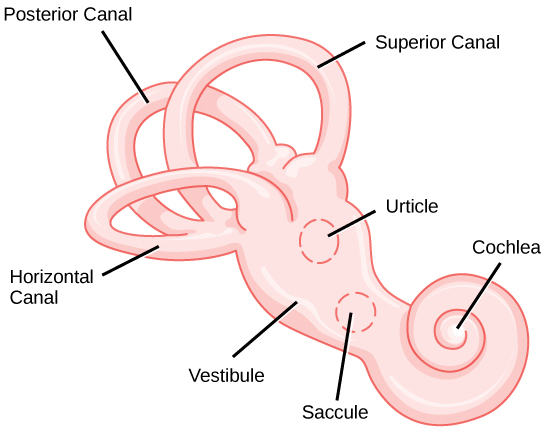 Posterior Canal
Superior Canal
Urticle
Cochlea
Horizontal
Canal
Vestibule
Saccule